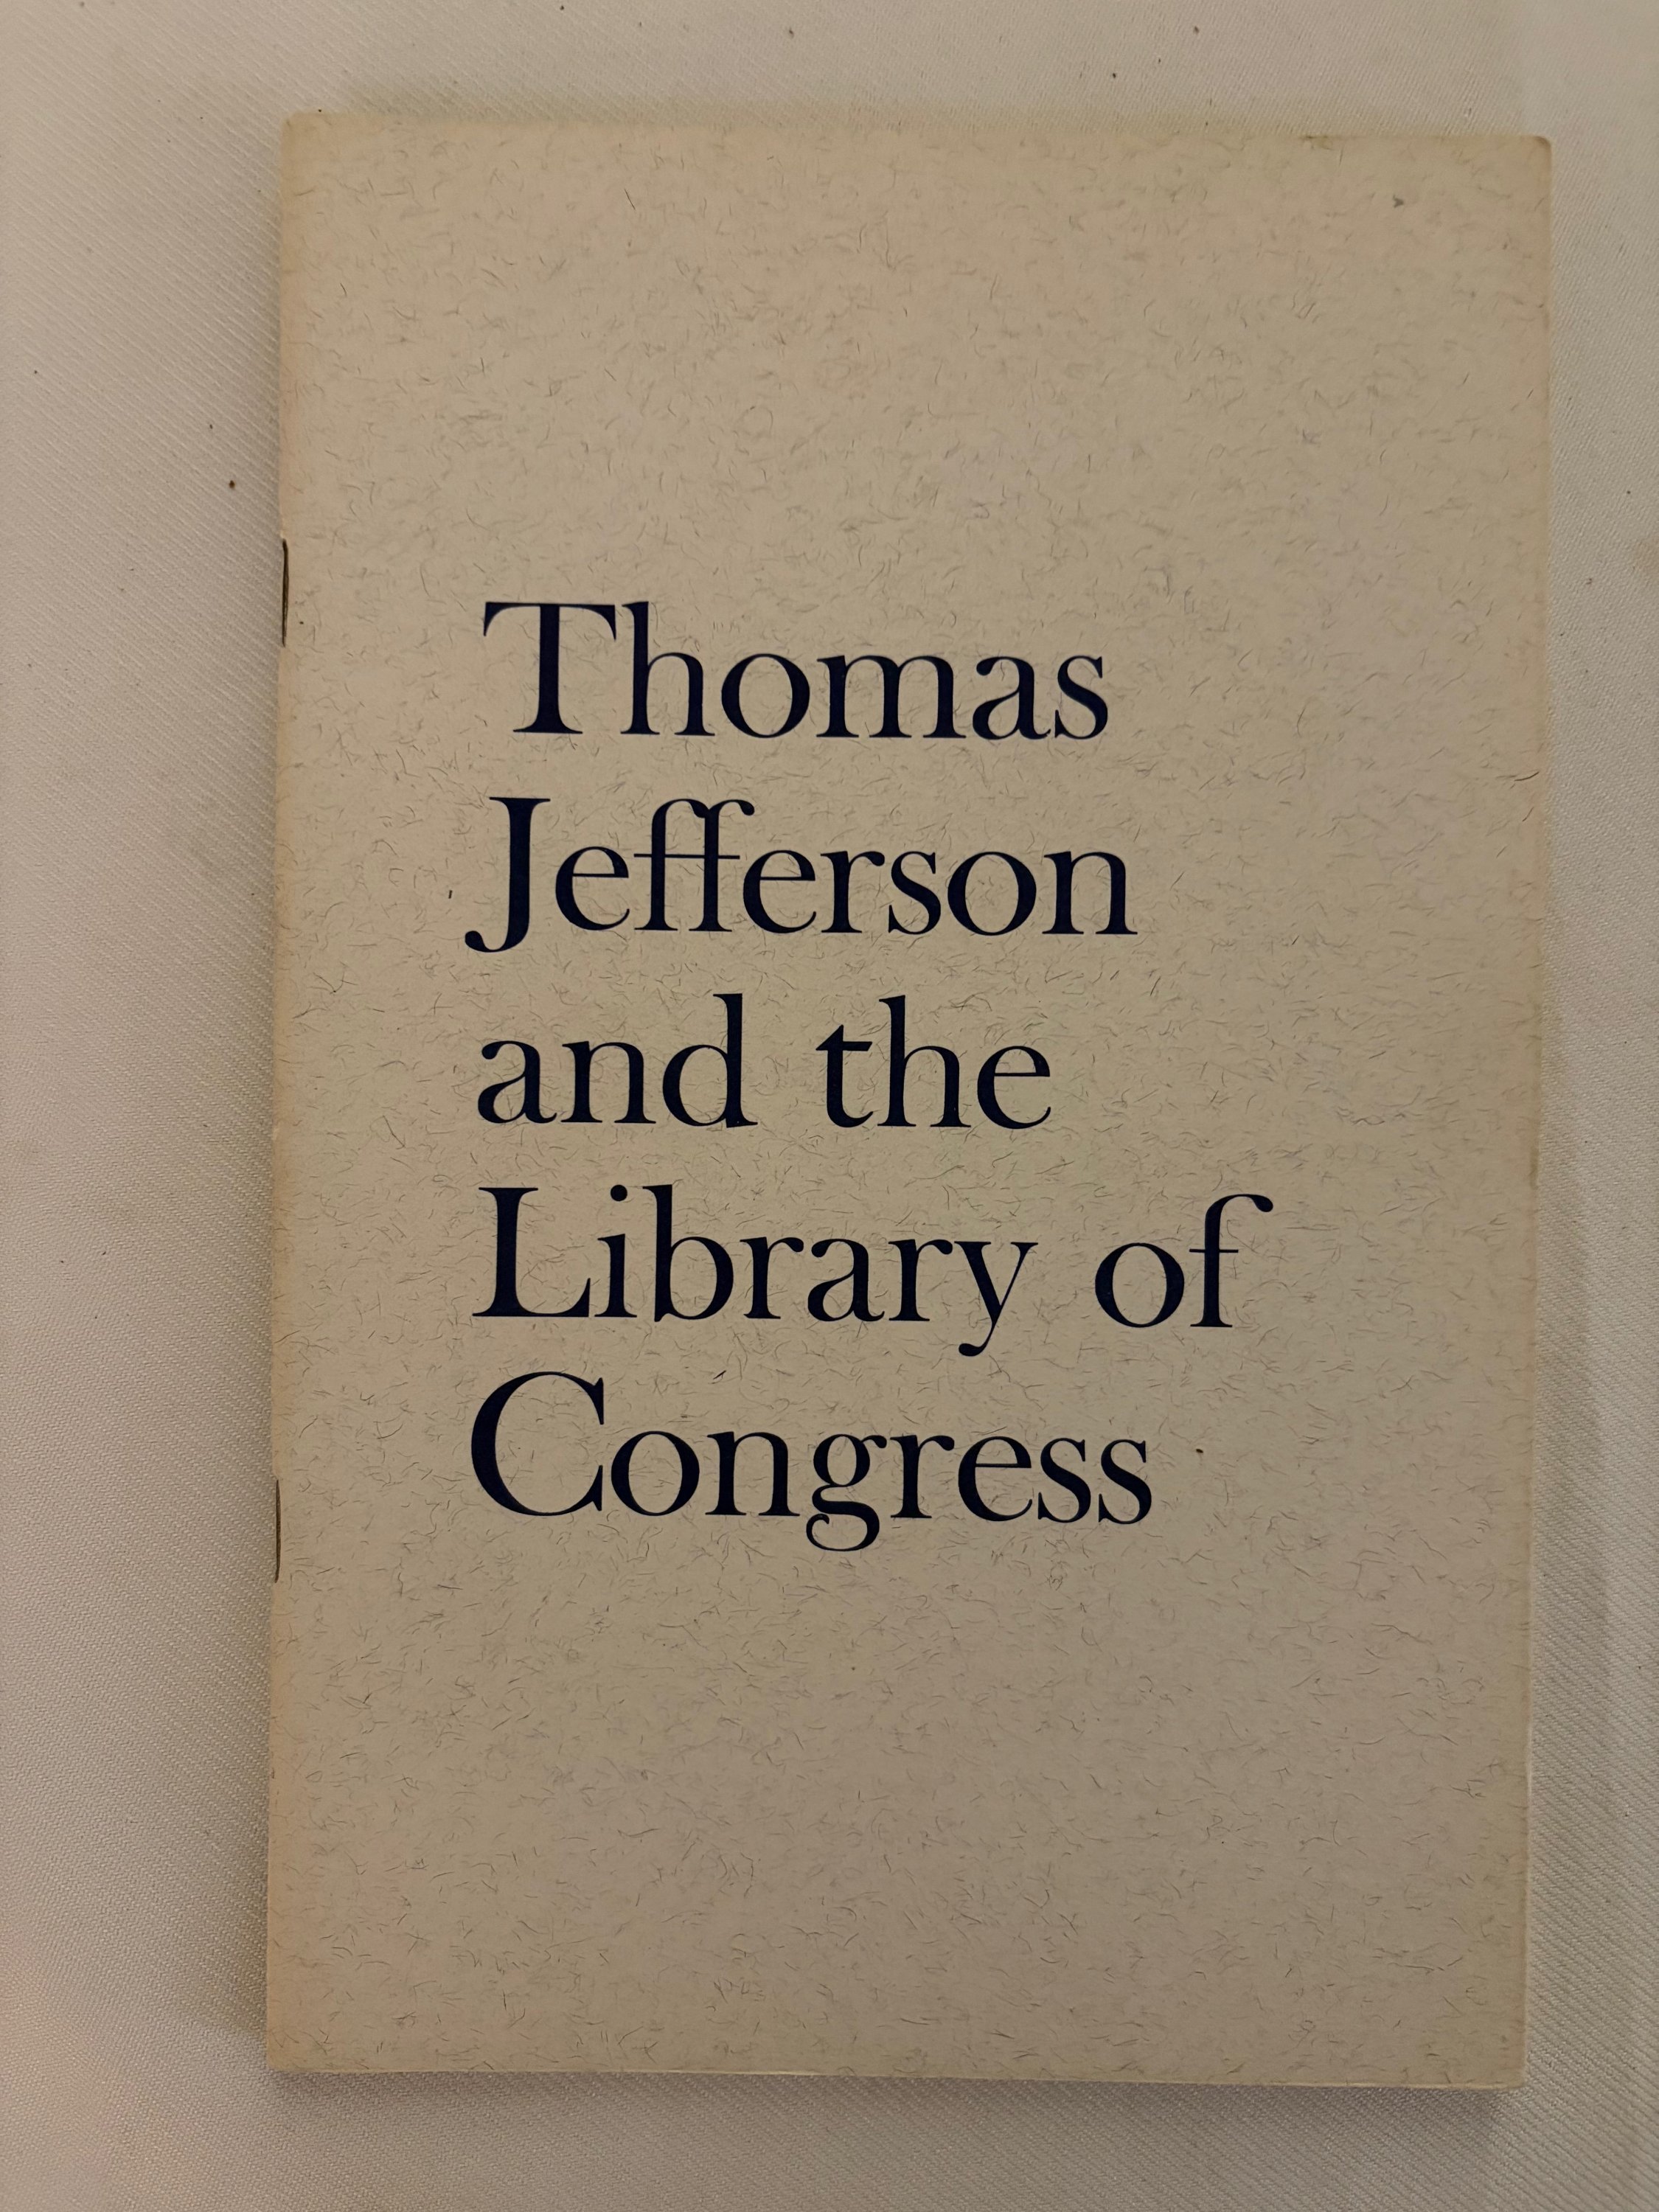 Thomas
Jefferson
and the
Library of
Congress